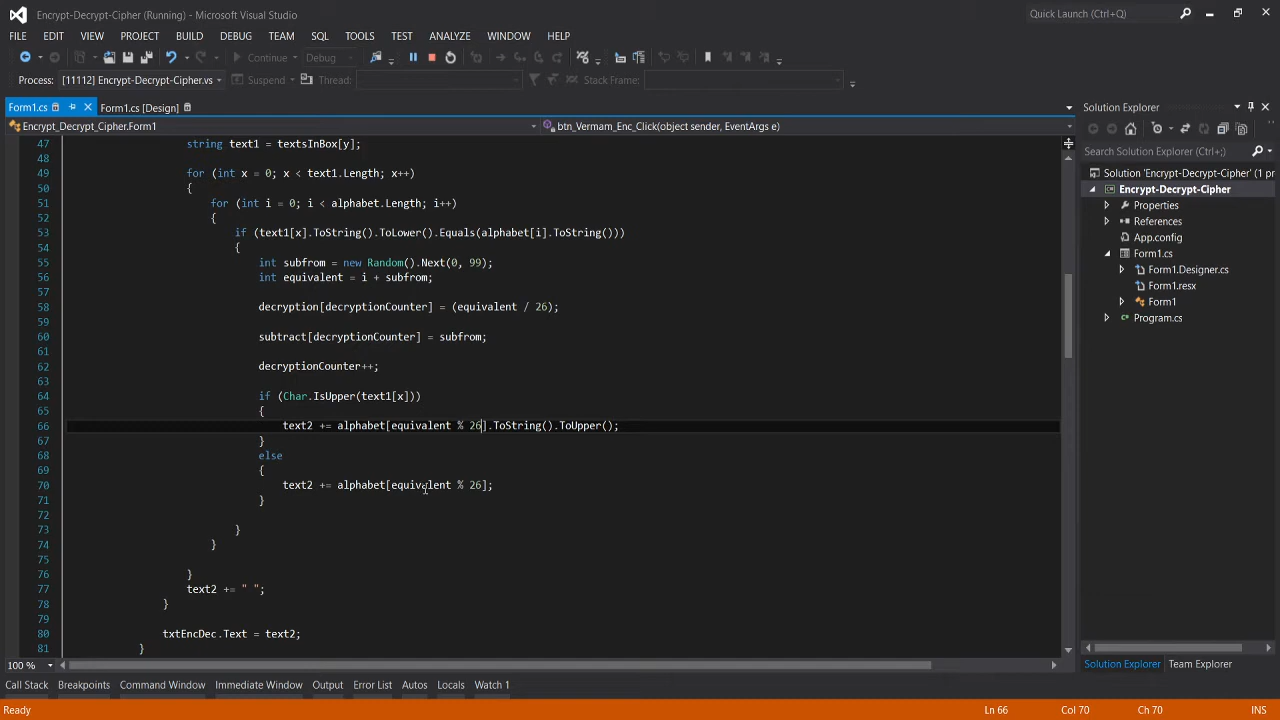 Encrypt-Decrypt-Cipher (Running) - Microsoft Visual Studio
Quick Launch (Ctrl+Q)
FILE EDIT VIEW PROJECT BUILD DEBUG TEAM SQL TOOLS TEST ANALYZE WINDOW HELP
Continue Debug
Process: [11112] Encrypt-Decrypt-Cipher.vs Suspend Thread: Stack Frame:
Form1.cs Form1.cs [Design]
Encrypt_Decrypt_Cipher.Form1 btn_Vermam_Enc_Click(object sender, EventArgs e)
47 string text1 = textsInBox[y];
48
49 for (int x = 0; x < text1.Length; x++)
50 {
51 for (int i = 0; i < alphabet.Length; i++)
52 {
53 if (text1[x].ToString().ToLower().Equals(alphabet[i].ToString()))
54 {
55 int subfrom = new Random().Next(0, 99);
56 int equivalent = i + subfrom;
57
58 decryption[decryptionCounter] = (equivalent / 26);
59
60 subtract[decryptionCounter] = subfrom;
61
62 decryptionCounter++;
63
64 if (Char.IsUpper(text1[x]))
65 {
66 text2 += alphabet[equivalent % 26].ToString().ToUpper();
67 }
68 else
69 {
70 text2 += alphabet[equivalent % 26];
71 }
72
73 }
74 }
75
76 }
77 text2 += " ";
78 }
79
80 txtEncDec.Text = text2;
81 }
100 %
Solution Explorer
Search Solution Explorer (Ctrl+;)
Solution 'Encrypt-Decrypt-Cipher' (1 pr
Encrypt-Decrypt-Cipher
Properties
References
App.config
Form1.cs
Form1.Designer.cs
Form1.resx
Form1
Program.cs
Solution Explorer Team Explorer
Call Stack Breakpoints Command Window Immediate Window Output Error List Autos Locals Watch 1
Ready Ln 66 Col 70 Ch 70 INS